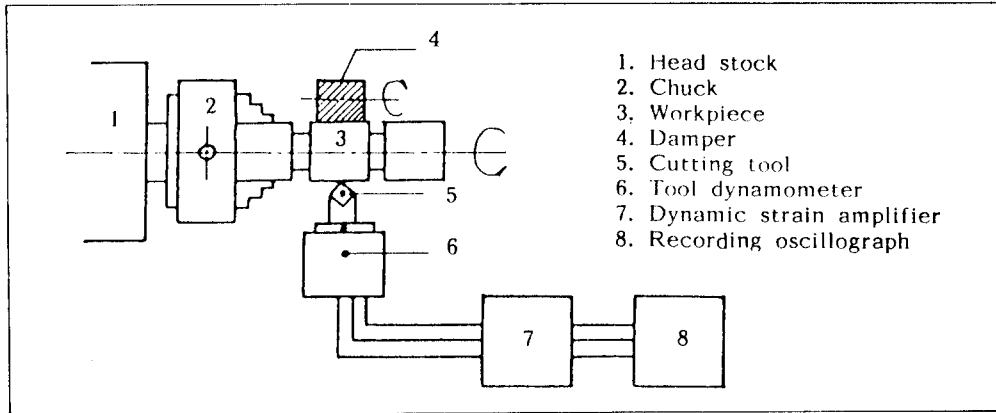 4
1. Head stock
2. Chuck
3. Workpiece
4. Damper
5. Cutting tool
6. Tool dynamometer
7. Dynamic strain amplifier
8. Recording oscillograph
1
2
3
5
6
7
8